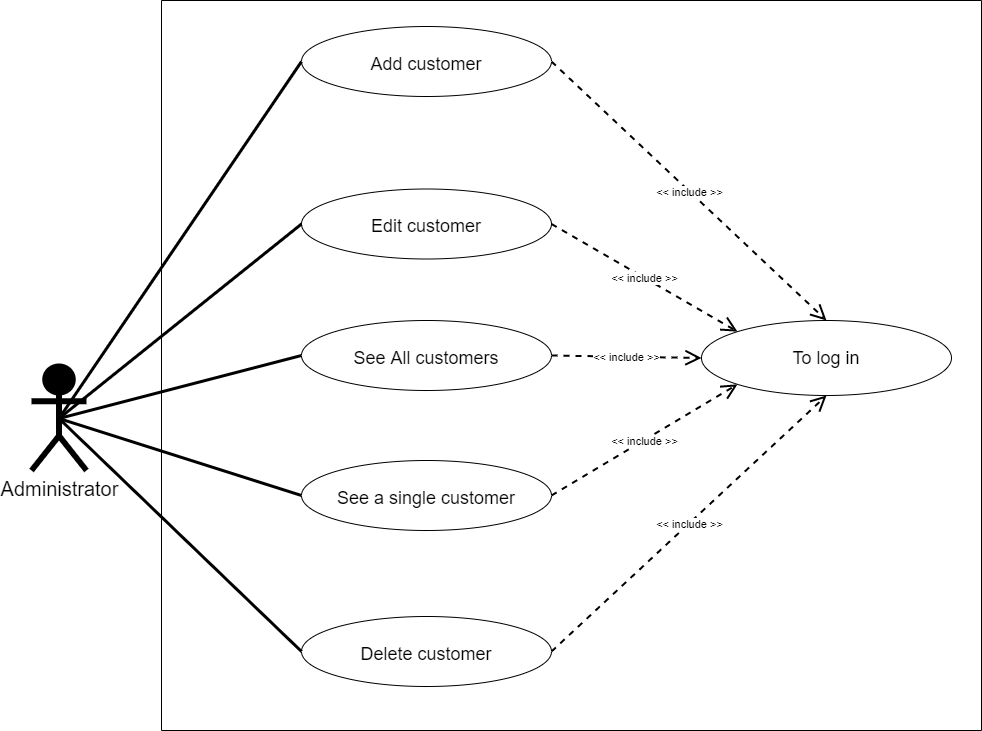 Add customer
<< include >>
Edit customer
<< include >>
See All customers
<< include >>
To log in
<< include >>
Administrator
See a single customer
<< include >>
Delete customer